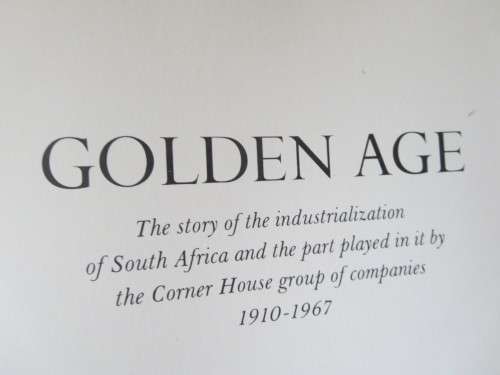 GOLDEN AGE
The story of the industrialization
of South Africa and the part played in it by
the Corner House group of companies
1910-1967